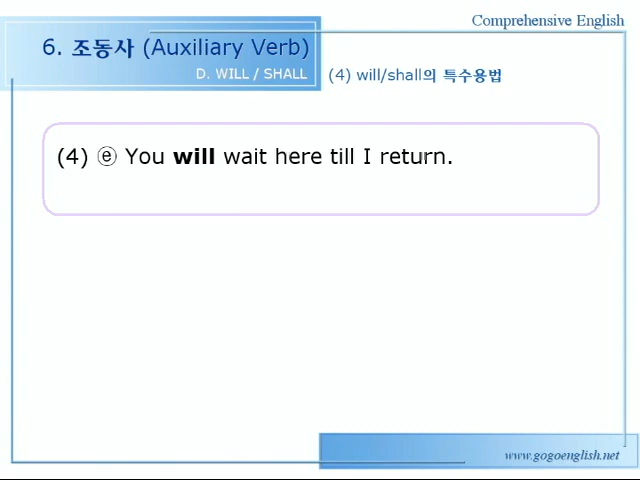 Comprehensive English
6. 조동사 (Auxiliary Verb)
D. WILL / SHALL
(4) will/shall의 특수용법
(4) ⓔ You will wait here till I return.
www.gogoenglish.net